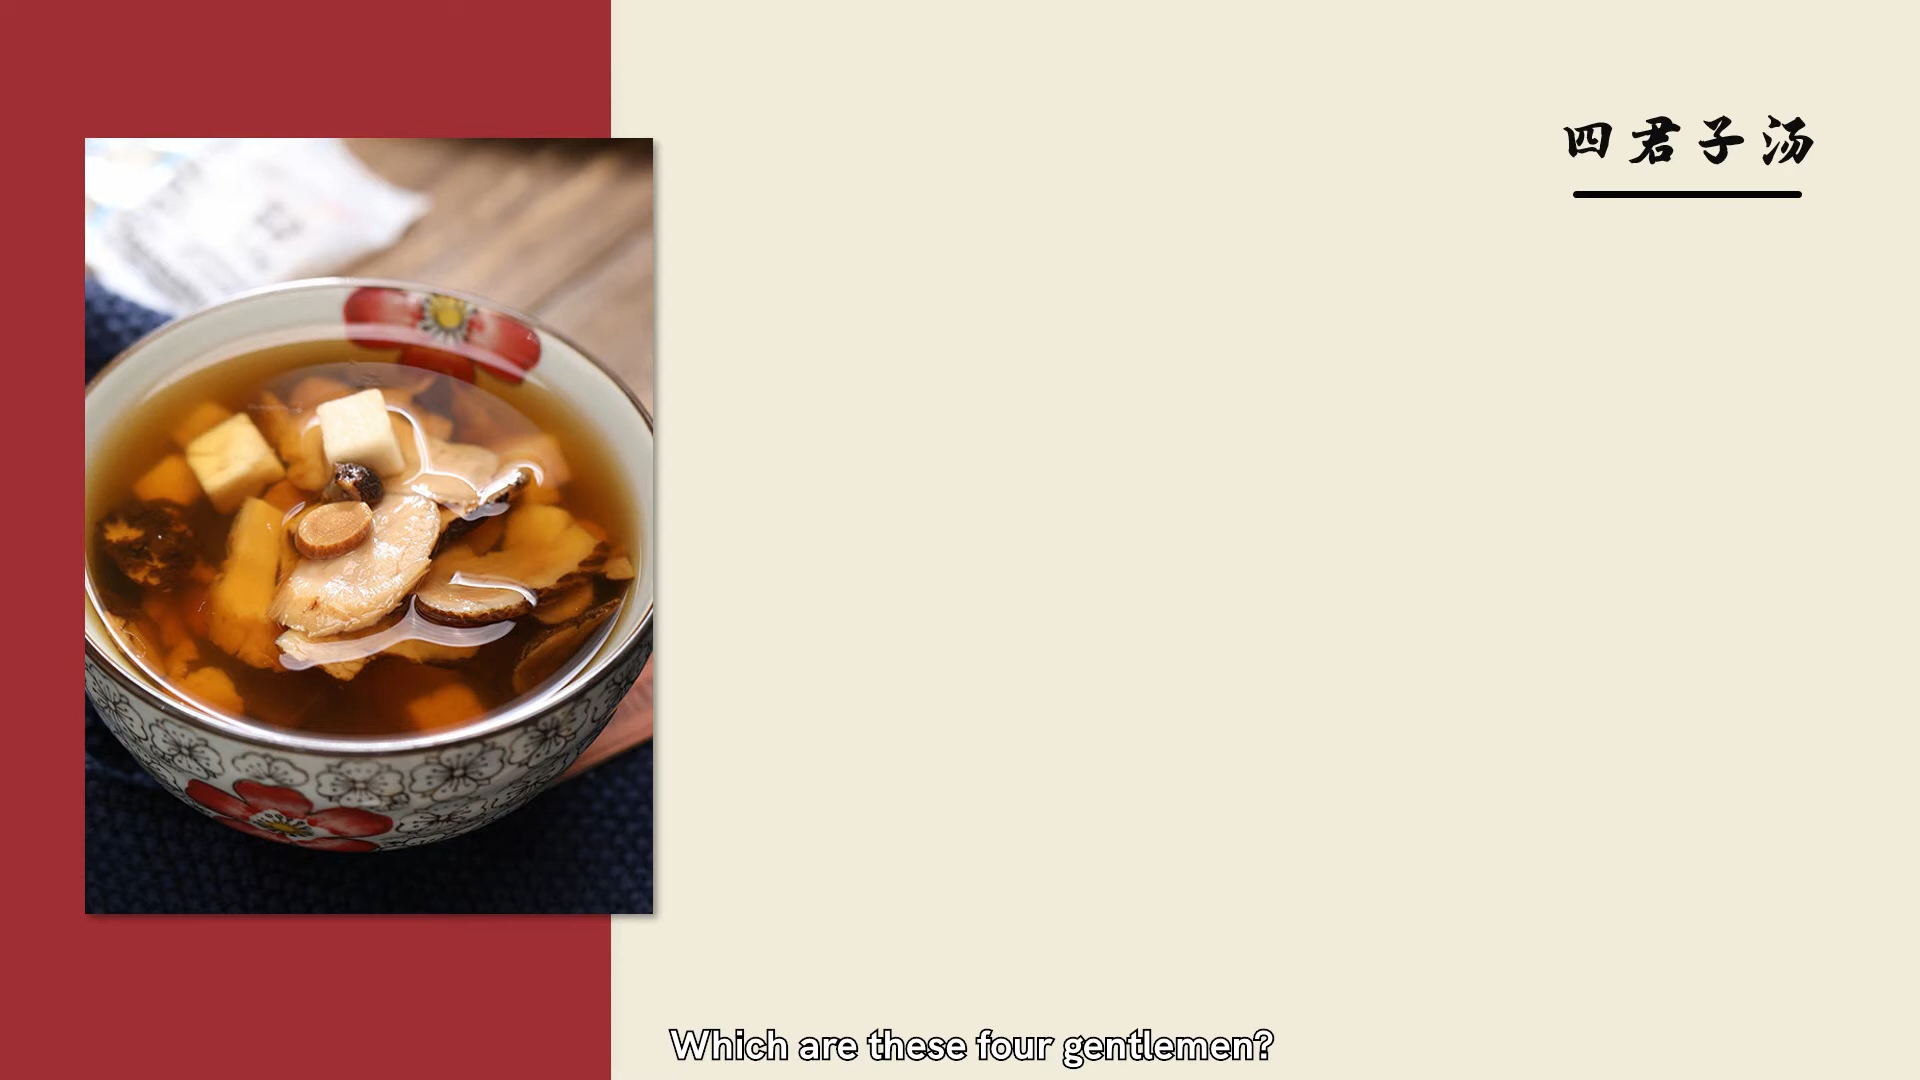 四君子汤
Which are these four gentlemen?